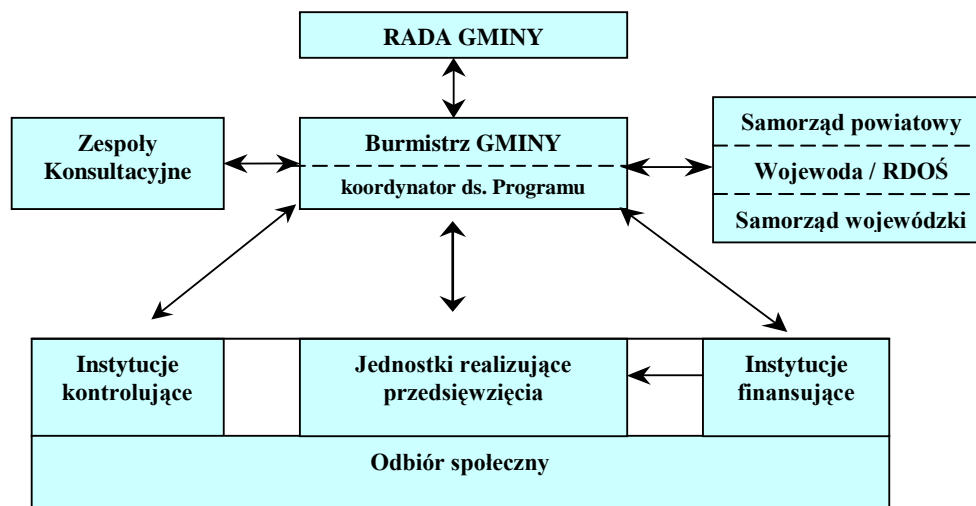 RADA GMINY
Zespoły
Konsultacyjne
Burmistrz GMINY
koordynator ds. Programu
Samorząd powiatowy
Wojewoda / RDOŚ
Samorząd wojewódzki
Instytucje
kontrolujące
Jednostki realizujące
przedsięwzięcia
Instytucje
finansujące
Odbiór społeczny